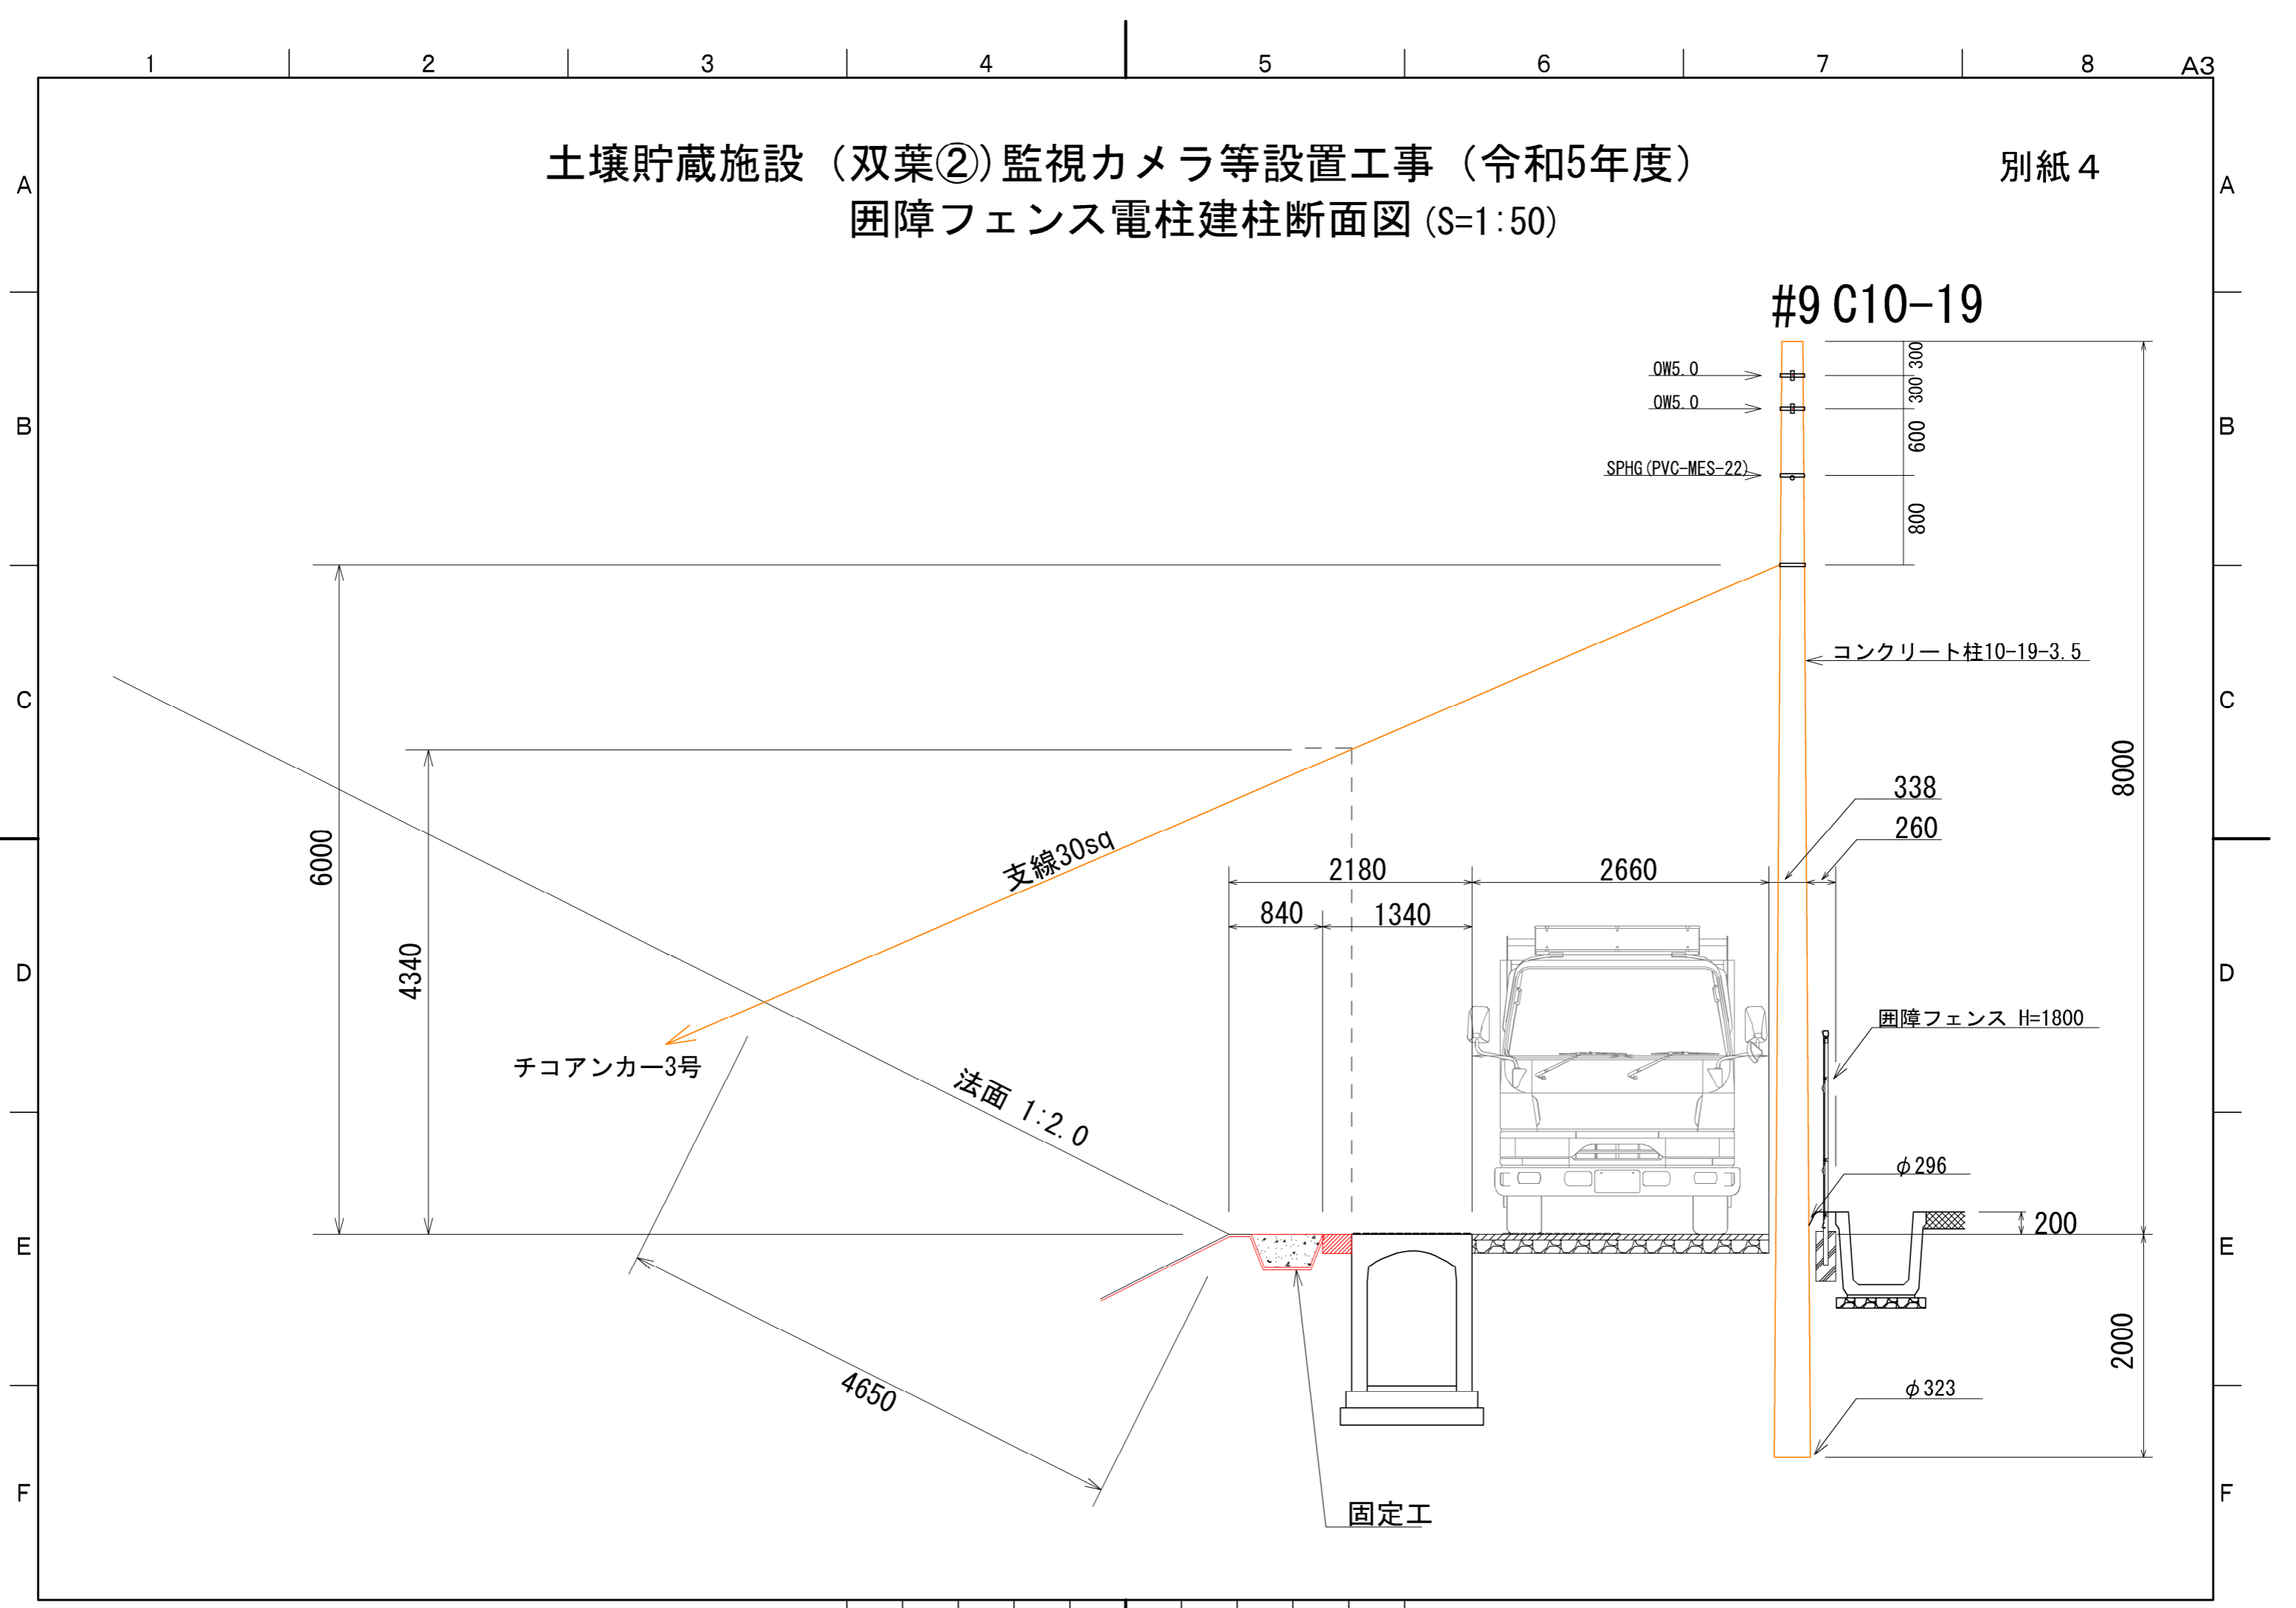 1 2 3 4 5 6 7 8 A3
土壌貯蔵施設（双葉②）監視カメラ等設置工事（令和5年度）
別紙４
囲障フェンス電柱建柱断面図(S=1:50)
A A
#9 C10-19
300
OW5.0
300
OW5.0
B B
600
SPHG(PVC-MES-22)
800
コンクリート柱10-19-3.5
C C
8000
338
260
6000
支線30sq
2180 2660
840 1340
4340
D D
囲障フェンス H=1800
チコアンカー3号
法面 1:2.0
φ296
200
E E
2000
4650
φ323
F F
固定工